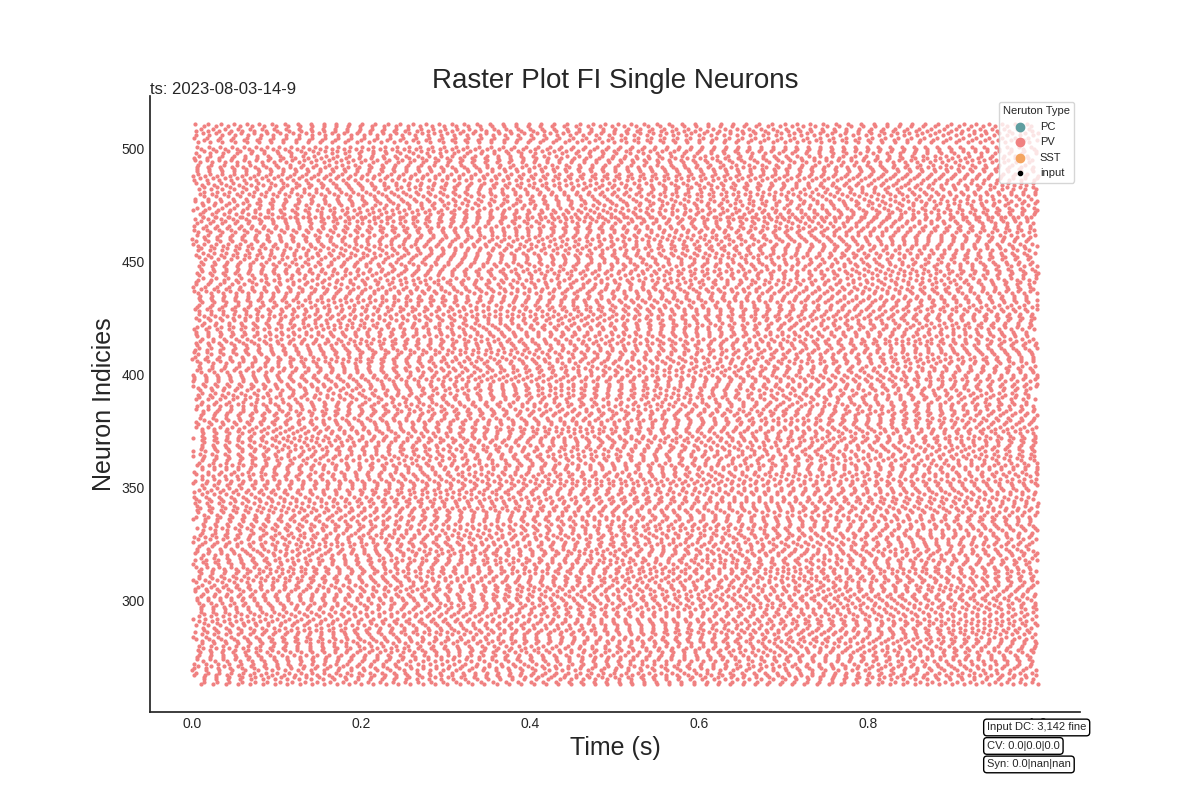 Raster Plot FI Single Neurons
ts: 2023-08-03-14-9
Neruton Type
PC
PV
SST
input
500
450
400
350
300
Neuron Indicies
0.0
0.2
0.4
0.6
0.8
Time (s)
Input DC: 3,142 fine
CV: 0.0|0.0|0.0
Syn: 0.0|nan|nan